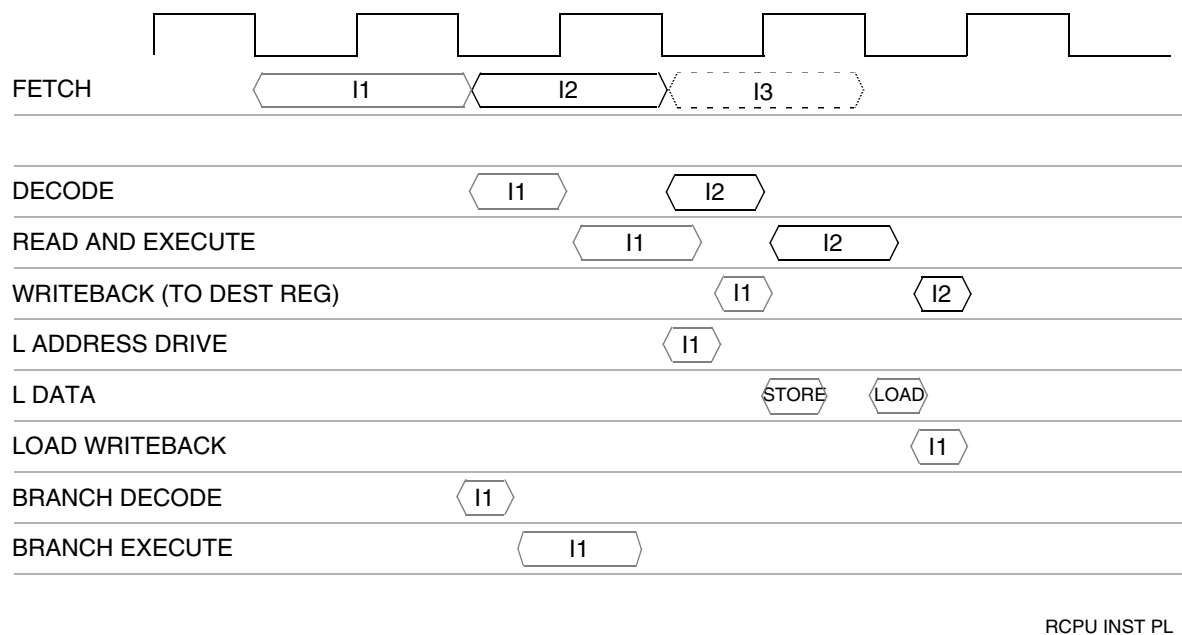 FETCH I1 I2 I3
DECODE I1 I2
READ AND EXECUTE I1 I2
WRITEBACK (TO DEST REG) I1 I2
L ADDRESS DRIVE I1
L DATA STORE LOAD
LOAD WRITEBACK I1
BRANCH DECODE I1
BRANCH EXECUTE I1
RCPU INST PL